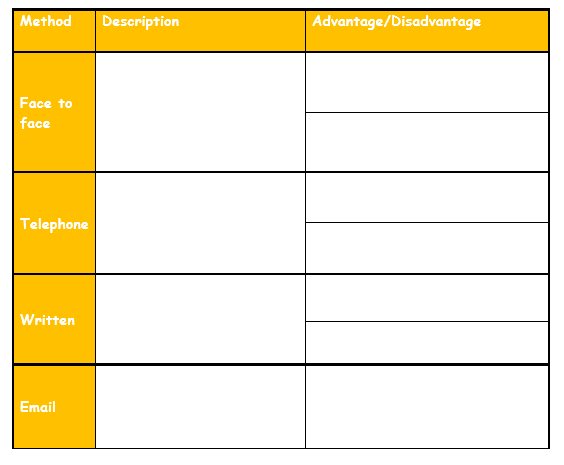 Method Description Advantage/Disadvantage
Face to
face
Telephone
Written
Email